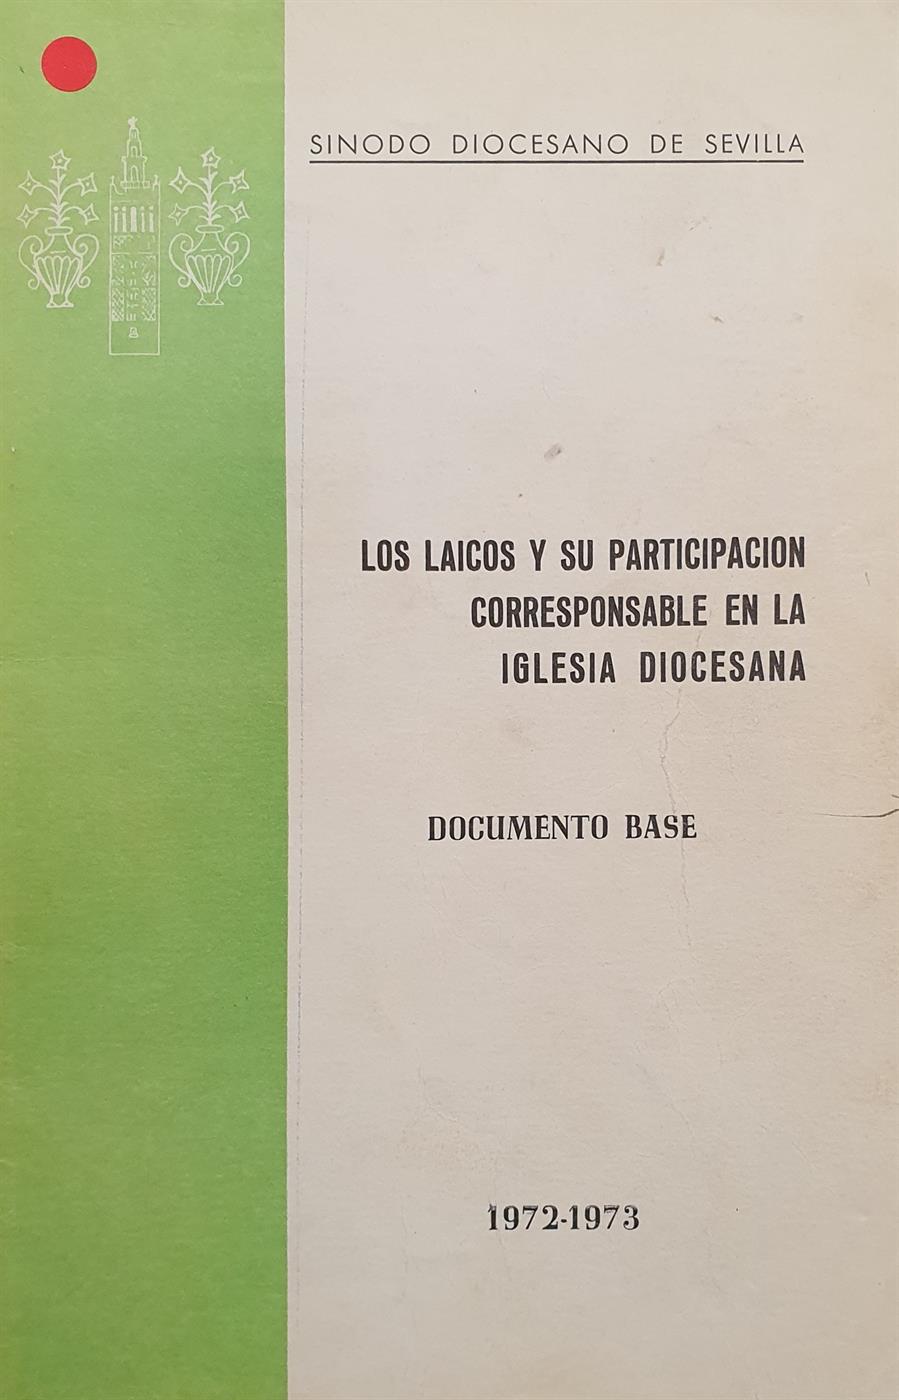 SINODO DIOCESANO DE SEVILLA
LOS LAICOS Y SU PARTICIPACION
CORRESPONSABLE EN LA
IGLESIA DIOCESANA
DOCUMENTO BASE
1972-1973